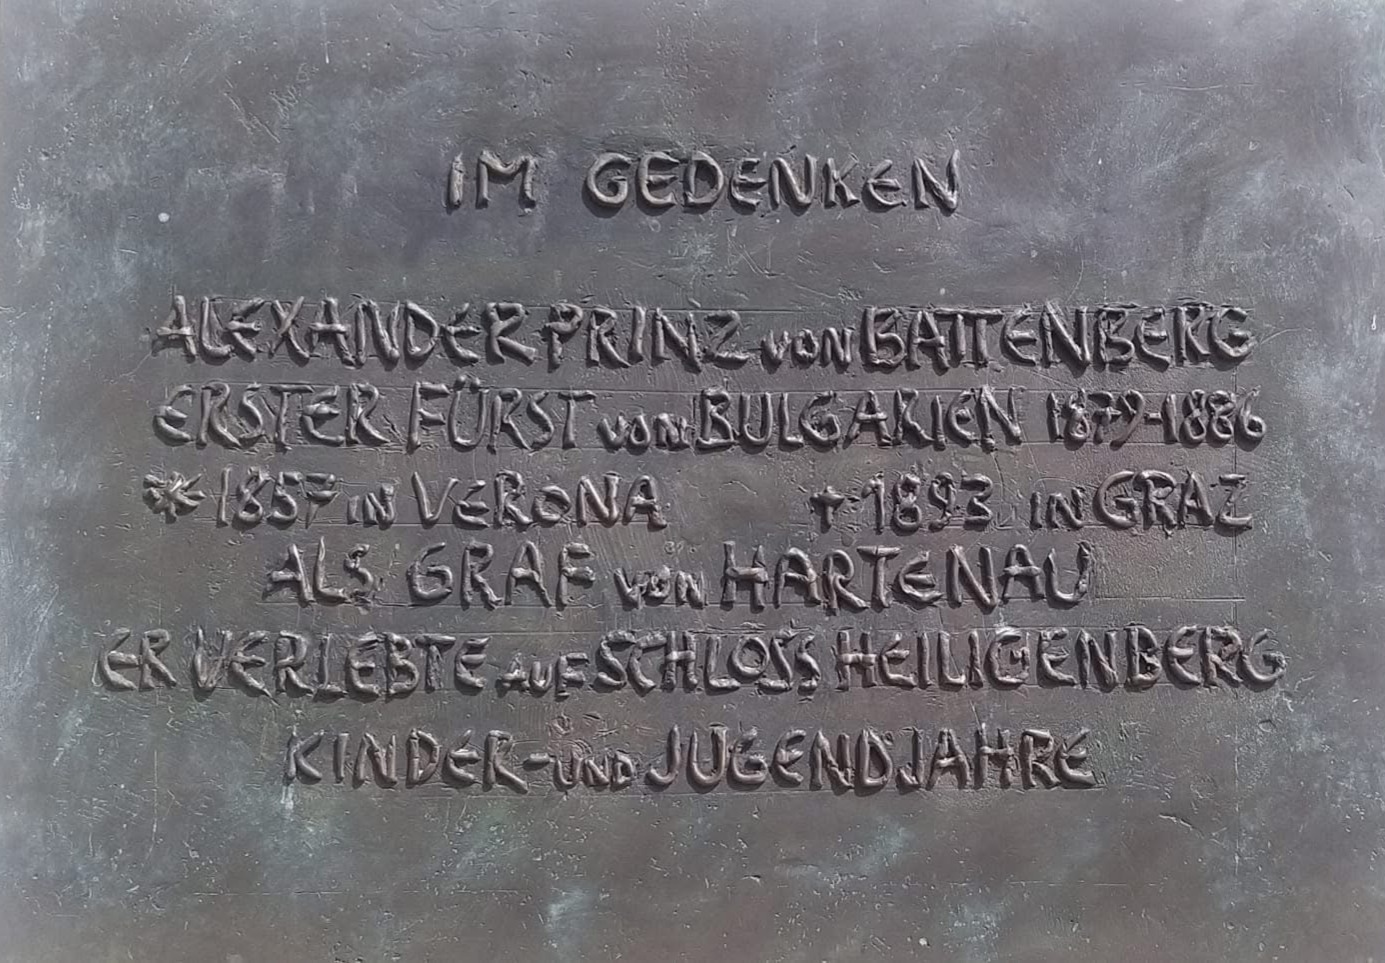 IM GEDENKEN
ALEXANDER PRINZ VON BATTENBERG
ERSTER FÜRST VON BULGARIEN 1879-1886
* 1857 IN VERONA † 1893 IN GRAZ
ALS GRAF VON HARTENAU
ER VERLEBTE AUF SCHLOSS HEILIGENBERG
KINDER-UND JUGENDJAHRE